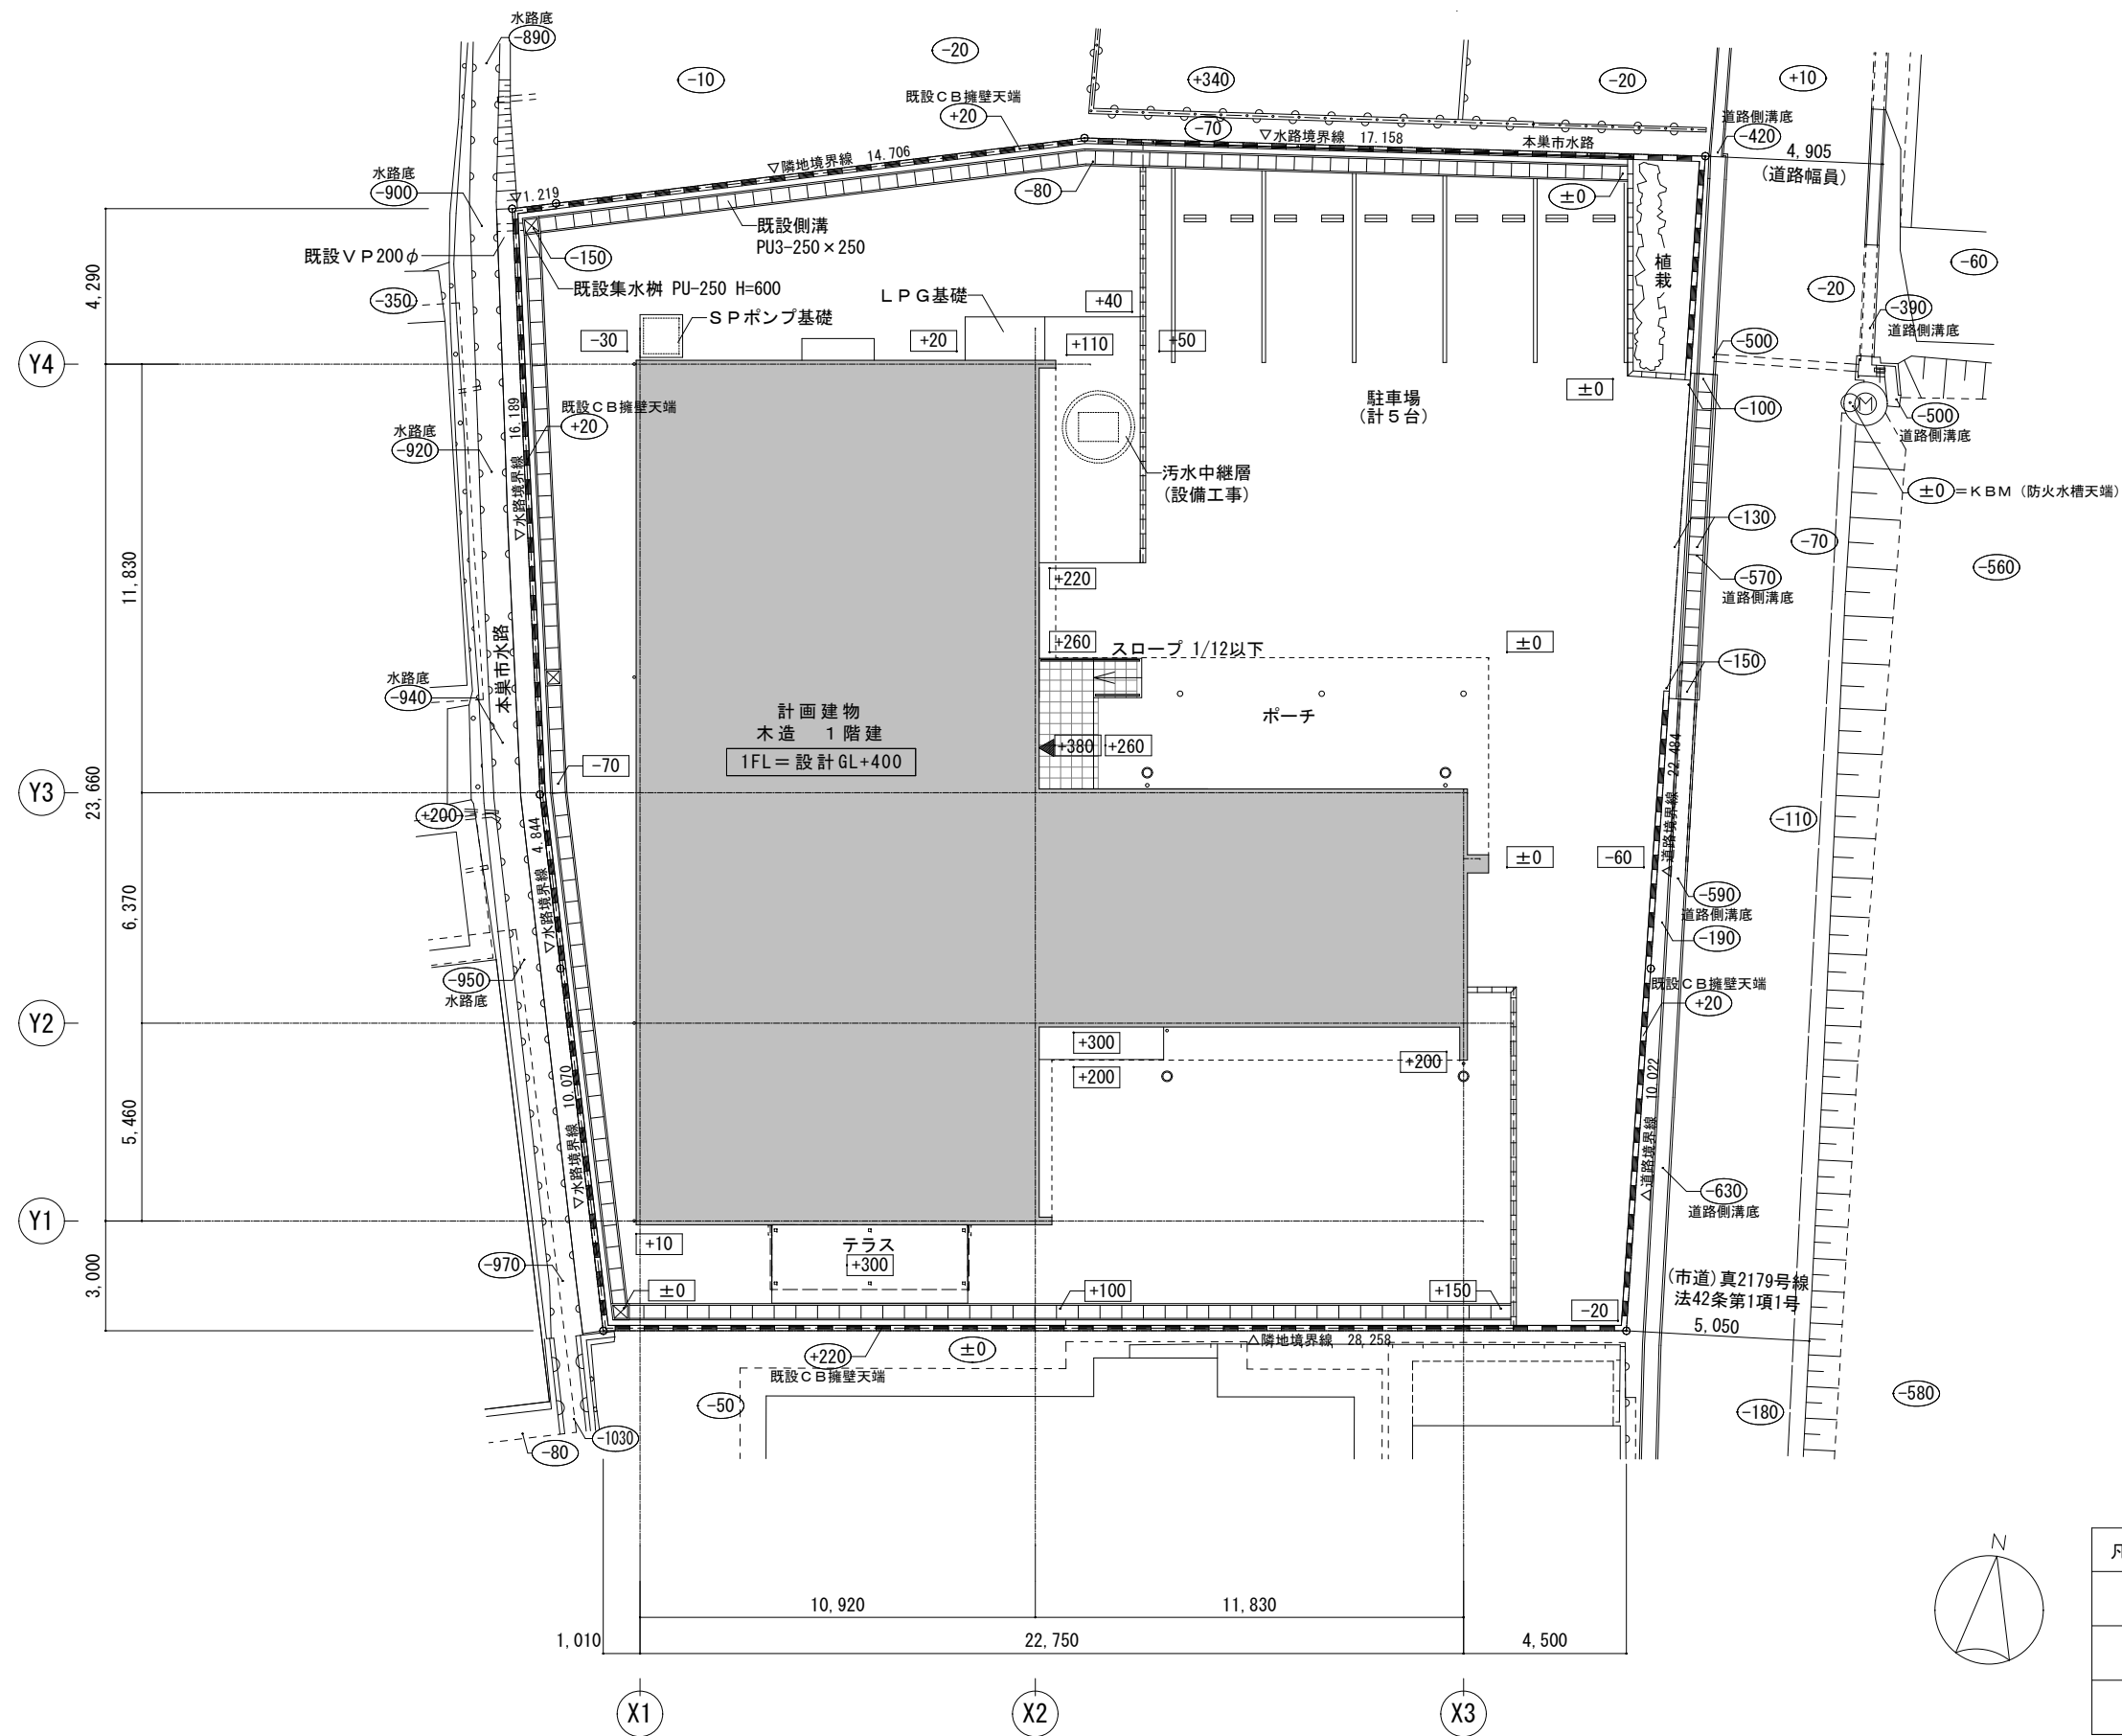 水路底
-890
-10
-20
+340
-20
+10
既設ＣＢ擁壁天端
+20
-70
▽水路境界線 17.158
本巣市水路
道路側溝底
-420
4,905
(道路幅員)
▽隣地境界線 14.706
水路底
-900
▽1.219
-80
±0
既設側溝
PU3-250×250
既設ＶＰ200φ
-150
植栽
-60
-350
既設集水桝 PU-250 H=600
ＬＰＧ基礎
+40
-20
-390
道路側溝底
4,290
ＳＰポンプ基礎
-30
+20
+110
+50
-500
Y4
±0
駐車場
(計５台)
-100
M
-500
道路側溝底
既設ＣＢ擁壁天端
+20
▽水路境界線 16.189
水路底
-920
汚水中継層
(設備工事)
±0
=ＫＢＭ (防火水槽天端)
-130
-70
-560
11,830
+220
-570
道路側溝底
+260
スロープ 1/12以下
±0
-150
水路底
-940
本巣市水路
計画建物
木造 １階建
1FL＝設計GL+400
ポーチ
+380
+260
-70
△道路境界線 22.484
Y3
23,660
+200
-110
▽水路境界線 4.844
±0
-60
6,370
-590
道路側溝底
-190
-950
水路底
既設ＣＢ擁壁天端
+20
Y2
+300
+200
+200
▽水路境界線 10.070
△道路境界線 10.022
5,460
-630
道路側溝底
Y1
+10
テラス
+300
-970
3,000
±0
+100
+150
-20
(市道)真2179号線
法42条第1項1号
5,050
+220
既設ＣＢ擁壁天端
±0
△隣地境界線 28.258
-50
-580
-180
-1030
-80
N
10,920
11,830
1,010
22,750
4,500
X1
X2
X3